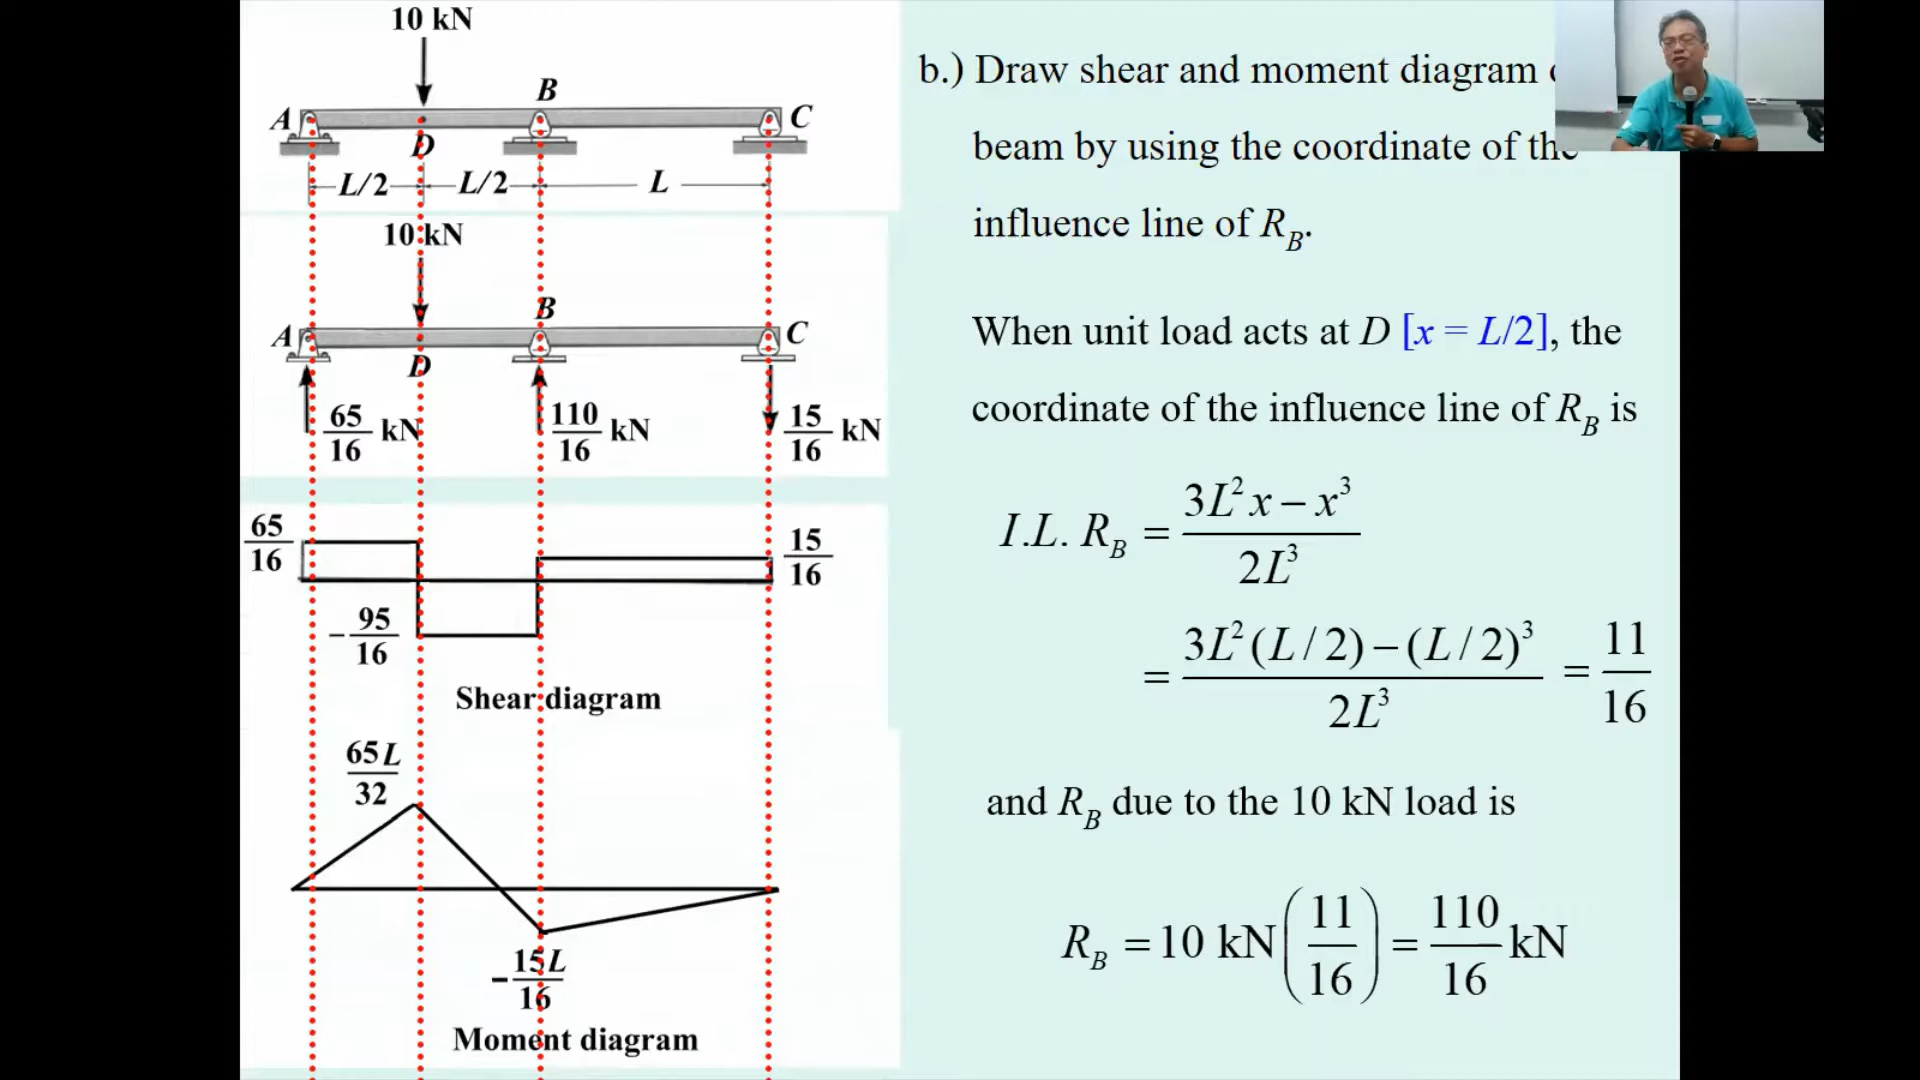 10 kN
A
B
C
D
L/2
L/2
L
10 kN
A
B
C
D
65/16 kN
110/16 kN
15/16 kN
65/16
15/16
-95/16
Shear diagram
65L/32
-15L/16
Moment diagram
b.) Draw shear and moment diagram
beam by using the coordinate of the
influence line of R_B.
When unit load acts at D [x = L/2], the
coordinate of the influence line of R_B is
I.L. R_B = (3L²x − x³)/(2L³)
= (3L²(L/2) − (L/2)³)/(2L³) = 11/16
and R_B due to the 10 kN load is
R_B = 10 kN(11/16) = 110/16 kN